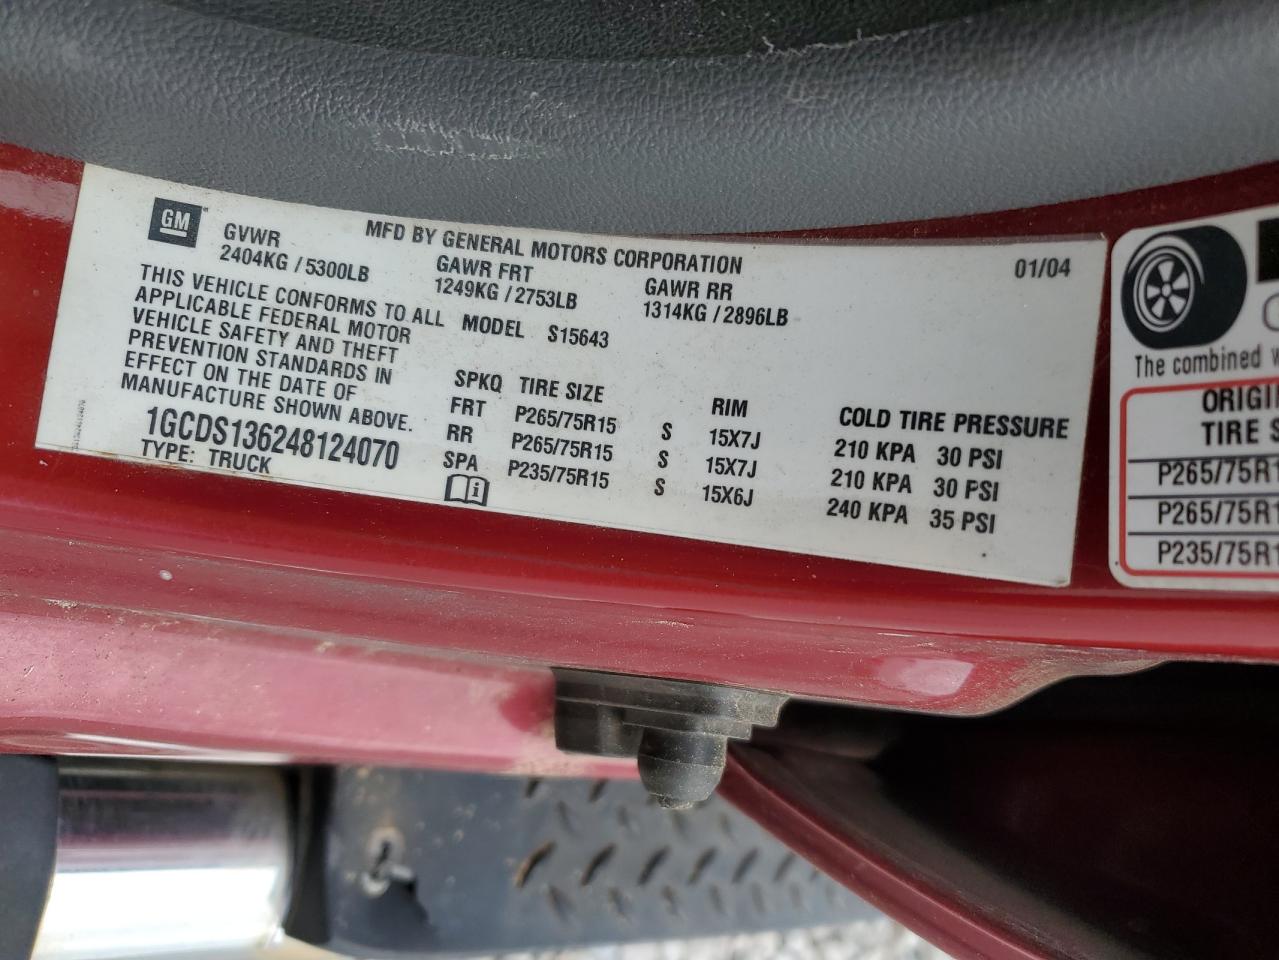 GM
MFD BY GENERAL MOTORS CORPORATION
01/04
GVWR
2404KG / 5300LB
GAWR FRT
1249KG / 2753LB
GAWR RR
1314KG / 2896LB
THIS VEHICLE CONFORMS TO ALL
APPLICABLE FEDERAL MOTOR
VEHICLE SAFETY AND THEFT
PREVENTION STANDARDS IN
EFFECT ON THE DATE OF
MANUFACTURE SHOWN ABOVE.
1GCDS136248124070
TYPE: TRUCK
MODEL S15643
SPKQ TIRE SIZE RIM COLD TIRE PRESSURE
FRT P265/75R15 S 15X7J 210 KPA 30 PSI
RR P265/75R15 S 15X7J 210 KPA 30 PSI
SPA P235/75R15 S 15X6J 240 KPA 35 PSI
The combined
ORIGI
TIRE S
P265/75R1
P265/75R1
P235/75R1